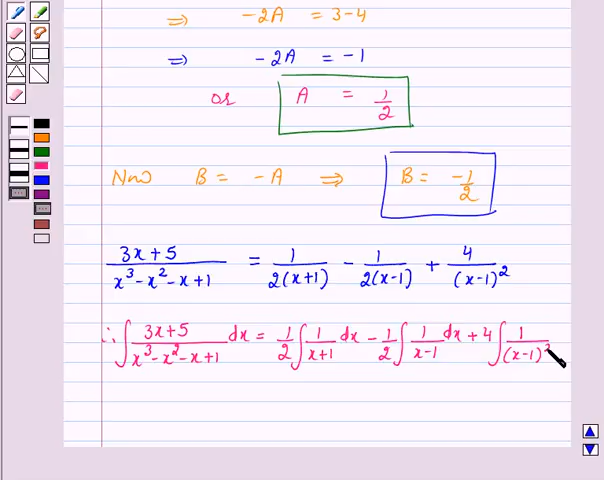 ⇒ -2A = 3-4
⇒ -2A = -1
or A = 1/2
Now B = -A ⇒ B = -1/2
(3x+5)/(x³-x²-x+1) = 1/(2(x+1)) - 1/(2(x-1)) + 4/(x-1)²
∴ ∫ (3x+5)/(x³-x²-x+1) dx = 1/2 ∫ 1/(x+1) dx - 1/2 ∫ 1/(x-1) dx + 4 ∫ 1/(x-1)²